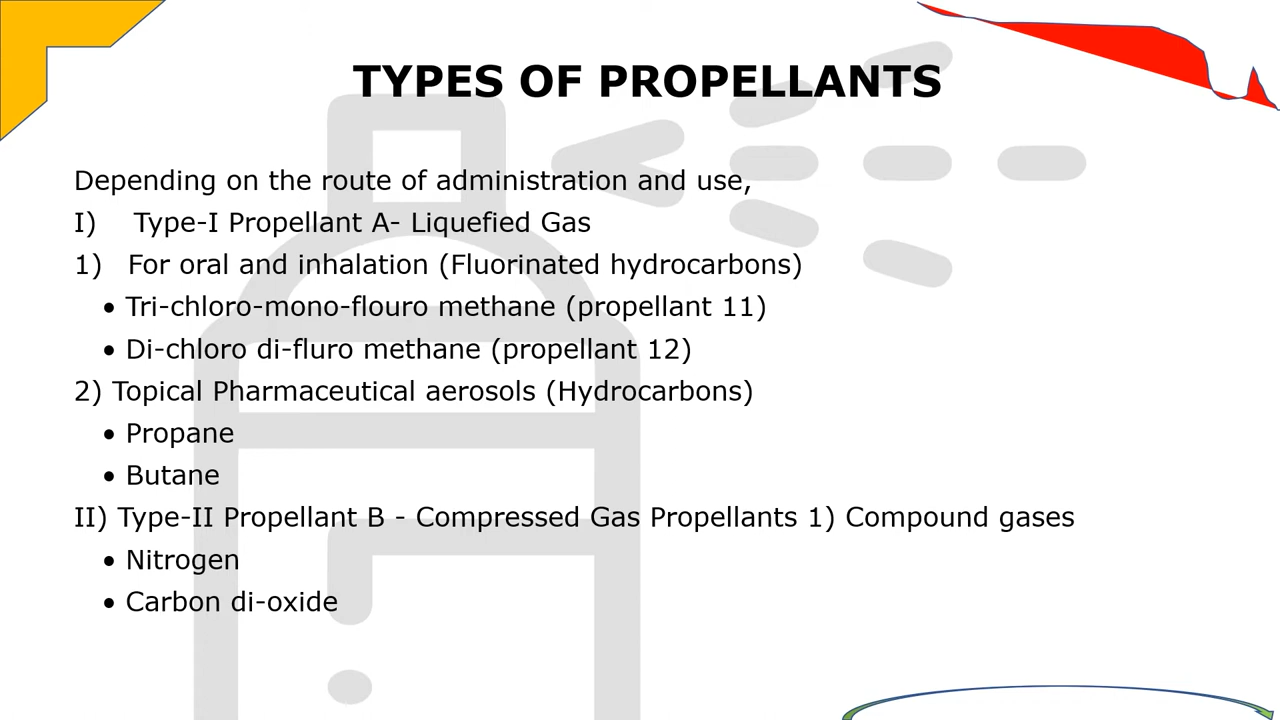 TYPES OF PROPELLANTS
Depending on the route of administration and use,
I) Type-I Propellant A- Liquefied Gas
1) For oral and inhalation (Fluorinated hydrocarbons)
• Tri-chloro-mono-flouro methane (propellant 11)
• Di-chloro di-fluro methane (propellant 12)
2) Topical Pharmaceutical aerosols (Hydrocarbons)
• Propane
• Butane
II) Type-II Propellant B - Compressed Gas Propellants 1) Compound gases
• Nitrogen
• Carbon di-oxide